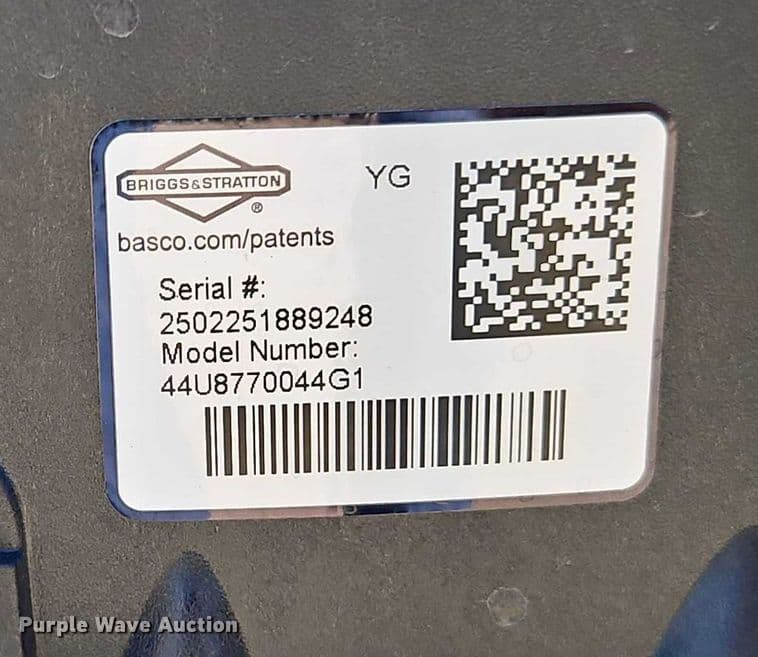 BRIGGS&STRATTON
®
YG
basco.com/patents
Serial #:
2502251889248
Model Number:
44U8770044G1
Purple Wave Auction